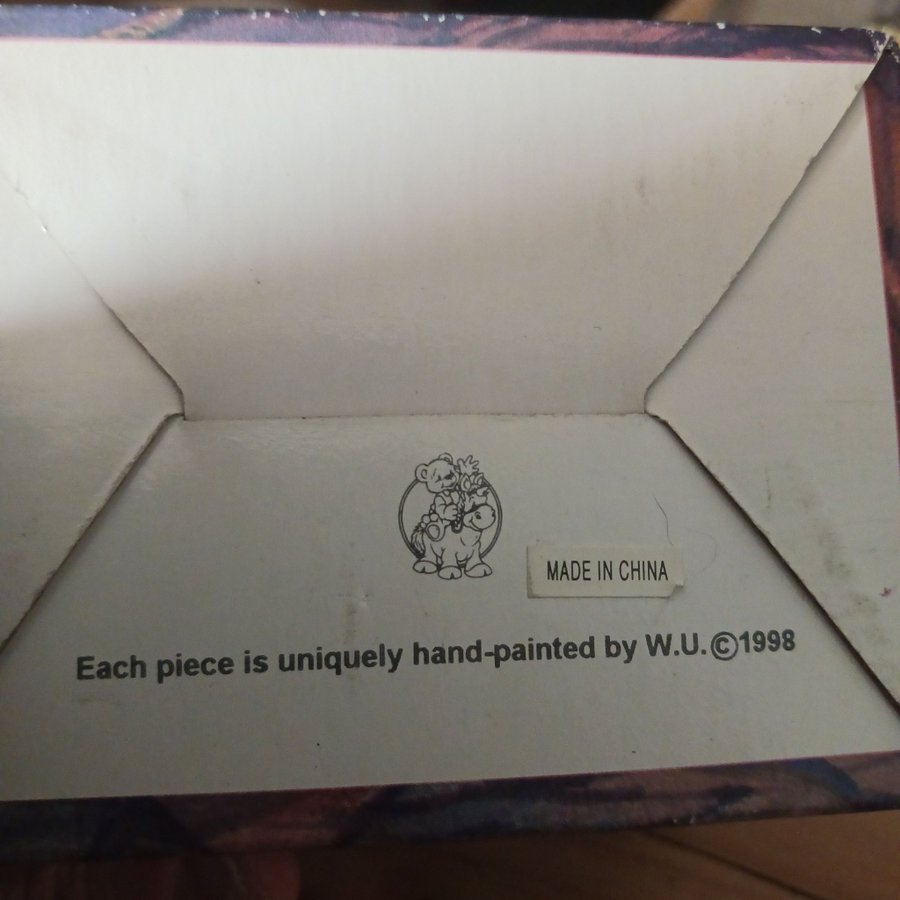 MADE IN CHINA
Each piece is uniquely hand-painted by W.U.©1998